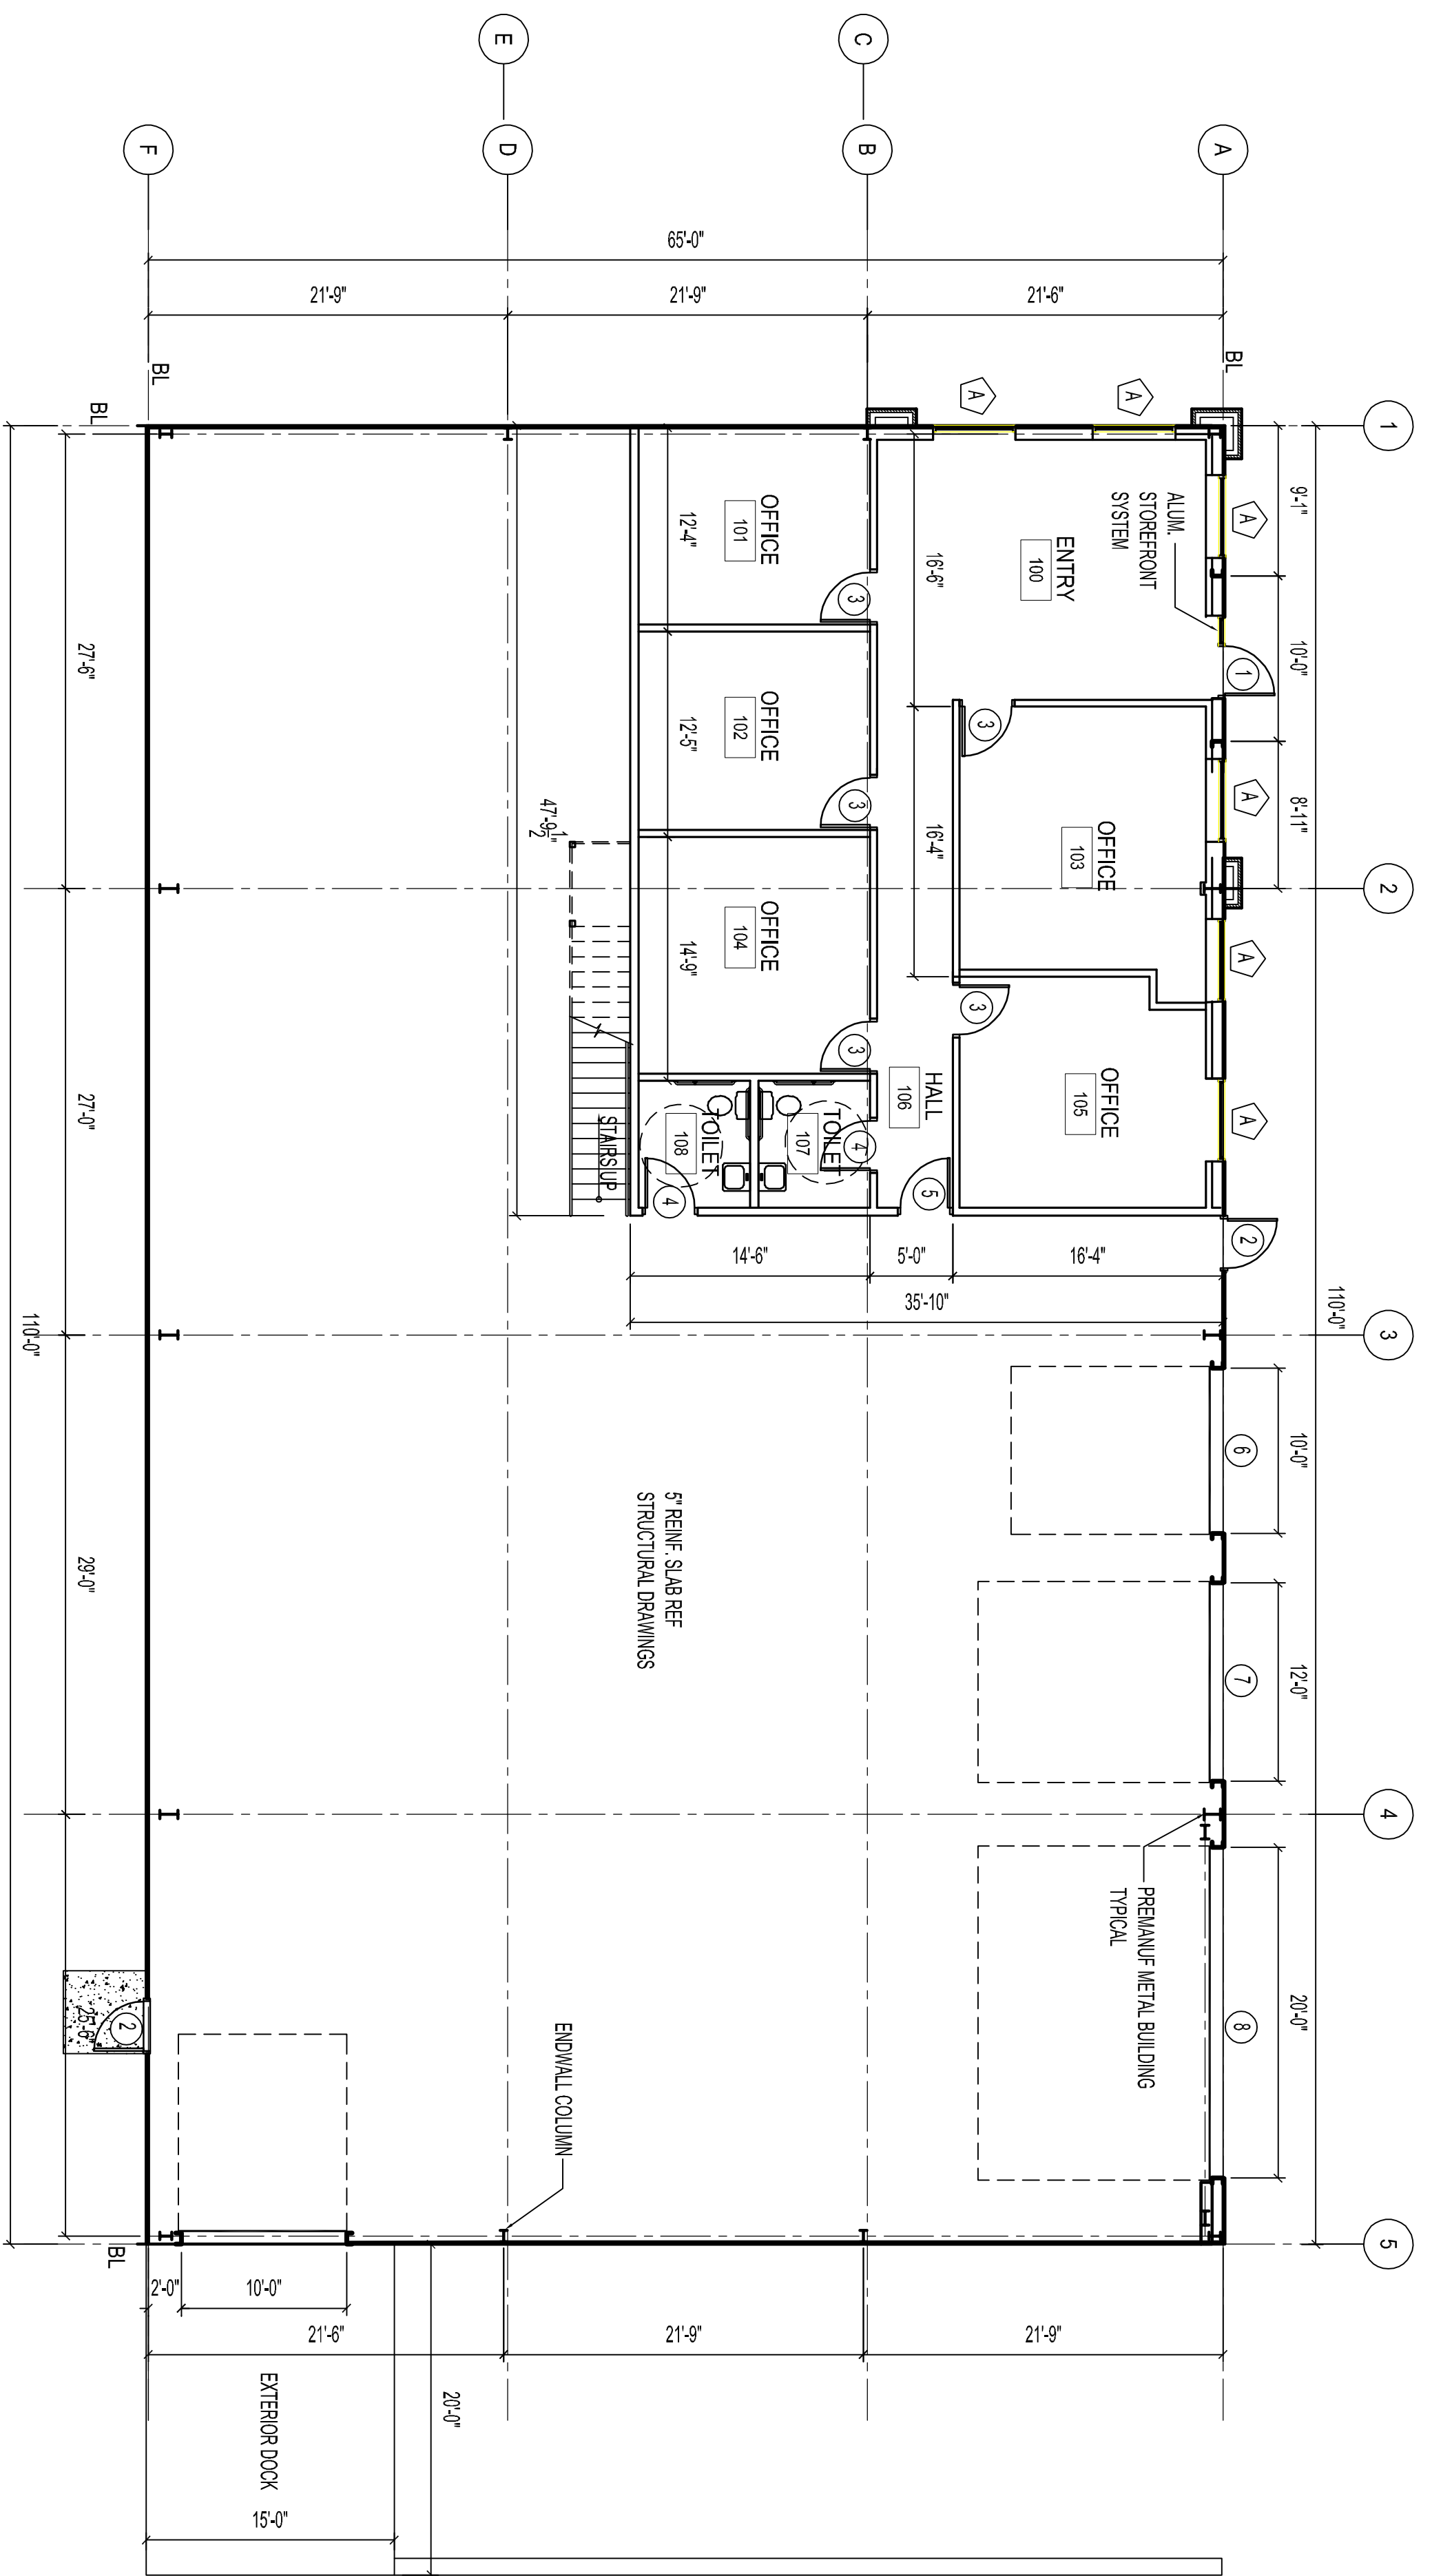 1
2
3
4
5
110'-0"
9'-1"
10'-0"
8'-11"
10'-0"
12'-0"
20'-0"
A
A
A
A
1
2
6
7
8
A
B
C
D
E
F
BL
BL
BL
BL
A
A
65'-0"
21'-6"
21'-9"
21'-9"
ALUM.
STOREFRONT
SYSTEM
ENTRY
100
16'-6"
OFFICE
103
16'-4"
3
OFFICE
105
3
HALL
106
5
OFFICE
101
12'-4"
3
OFFICE
102
12'-5"
3
OFFICE
104
14'-9"
3
TOILET
107
4
TOILET
108
4
STAIRS UP
47'-9 1/2"
16'-4"
5'-0"
14'-6"
35'-10"
5" REINF. SLAB REF
STRUCTURAL DRAWINGS
PREMANUF METAL BUILDING
TYPICAL
ENDWALL COLUMN
27'-6"
27'-0"
29'-0"
25'-6"
2
110'-0"
21'-9"
21'-9"
21'-6"
10'-0"
2'-0"
20'-0"
EXTERIOR DOCK
15'-0"